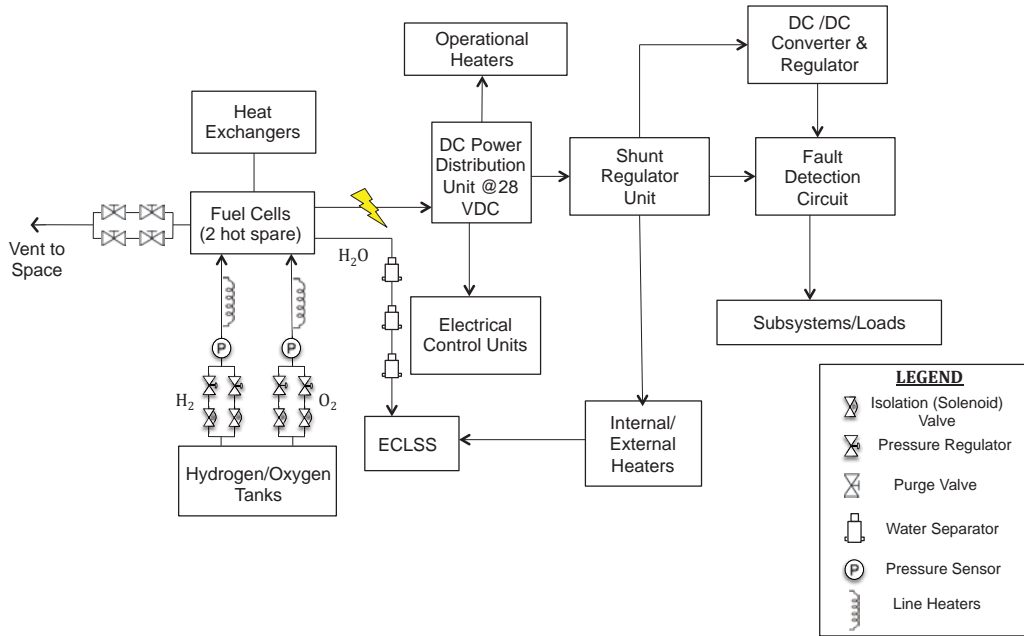 Operational
Heaters
DC /DC
Converter &
Regulator
Heat
Exchangers
DC Power
Distribution
Unit @28
VDC
Shunt
Regulator
Unit
Fault
Detection
Circuit
Fuel Cells
(2 hot spare)
Vent to
Space
H₂O
Electrical
Control Units
Subsystems/Loads
P
P
H₂
O₂
ECLSS
Internal/
External
Heaters
Hydrogen/Oxygen
Tanks
LEGEND
Isolation (Solenoid)
Valve
Pressure Regulator
Purge Valve
Water Separator
P
Pressure Sensor
Line Heaters